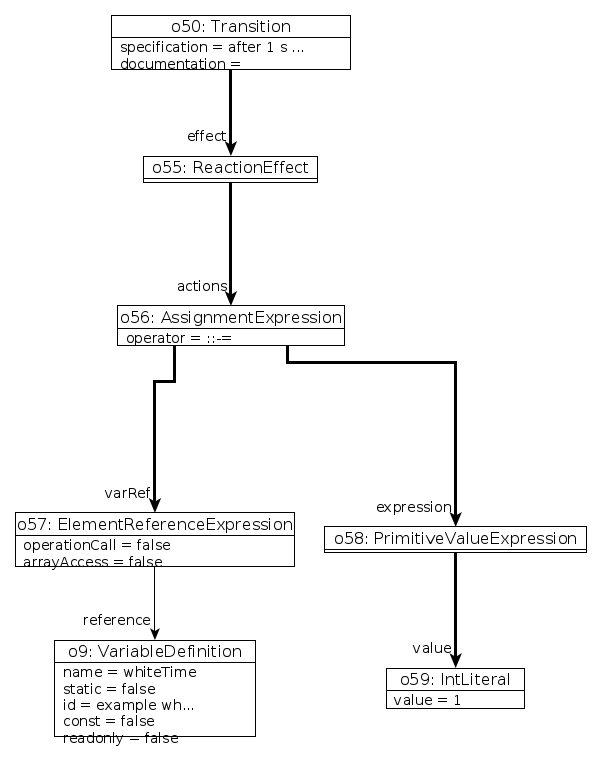 o50: Transition
specification = after 1 s ...
documentation =
effect
o55: ReactionEffect
actions
o56: AssignmentExpression
operator = ::-=
varRef
expression
o57: ElementReferenceExpression
operationCall = false
arrayAccess = false
o58: PrimitiveValueExpression
reference
value
o9: VariableDefinition
name = whiteTime
static = false
id = example wh...
const = false
readonly = false
o59: IntLiteral
value = 1